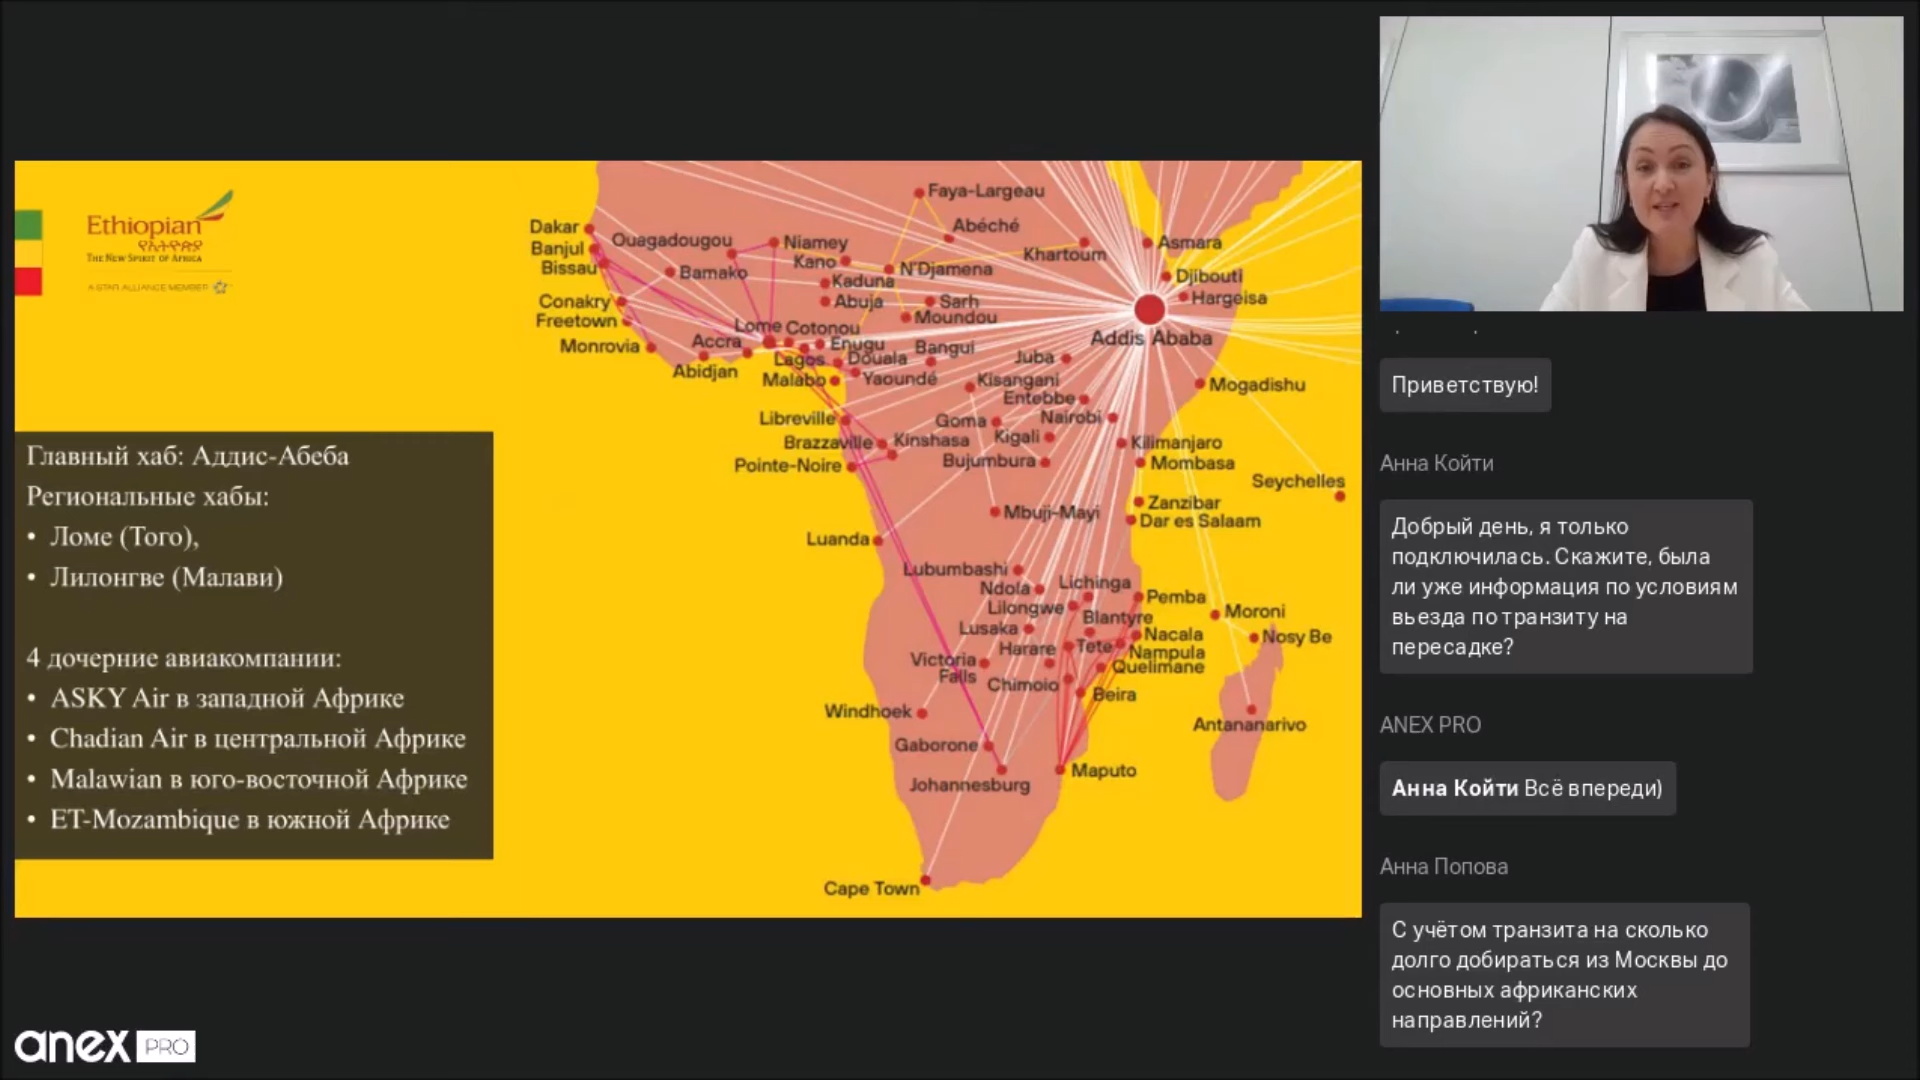 Ethiopian
የኢትዮጵያ
THE NEW SPIRIT OF AFRICA
A STAR ALLIANCE MEMBER
Главный хаб: Аддис-Абеба
Региональные хабы:
• Ломе (Того),
• Лилонгве (Малави)
4 дочерние авиакомпании:
• ASKY Air в западной Африке
• Chadian Air в центральной Африке
• Malawian в юго-восточной Африке
• ET-Mozambique в южной Африке
Faya-Largeau
Abéché
Dakar
Ouagadougou
Niamey
Khartoum
Asmara
Banjul
Kano
N'Djamena
Bissau
Bamako
Kaduna
Djibouti
Conakry
Abuja
Sarh
Hargeisa
Freetown
Moundou
Lome
Cotonou
Addis Ababa
Monrovia
Accra
Enugu
Bangui
Abidjan
Lagos
Douala
Juba
Malabo
Yaoundé
Kisangani
Mogadishu
Entebbe
Libreville
Goma
Nairobi
Brazzaville
Kinshasa
Kigali
Kilimanjaro
Pointe-Noire
Bujumbura
Mombasa
Seychelles
Zanzibar
Mbuji-Mayi
Dar es Salaam
Luanda
Lubumbashi
Ndola
Lichinga
Pemba
Lilongwe
Blantyre
Moroni
Lusaka
Nacala
Nosy Be
Harare
Tete
Nampula
Victoria
Falls
Quelimane
Chimoio
Beira
Windhoek
Antananarivo
Gaborone
Johannesburg
Maputo
Cape Town
anex PRO
Приветствую!
Анна Койти
Добрый день, я только
подключилась. Скажите, была
ли уже информация по условиям
вьезда по транзиту на
пересадке?
ANEX PRO
Анна Койти Всё впереди)
Анна Попова
С учётом транзита на сколько
долго добираться из Москвы до
основных африканских
направлений?